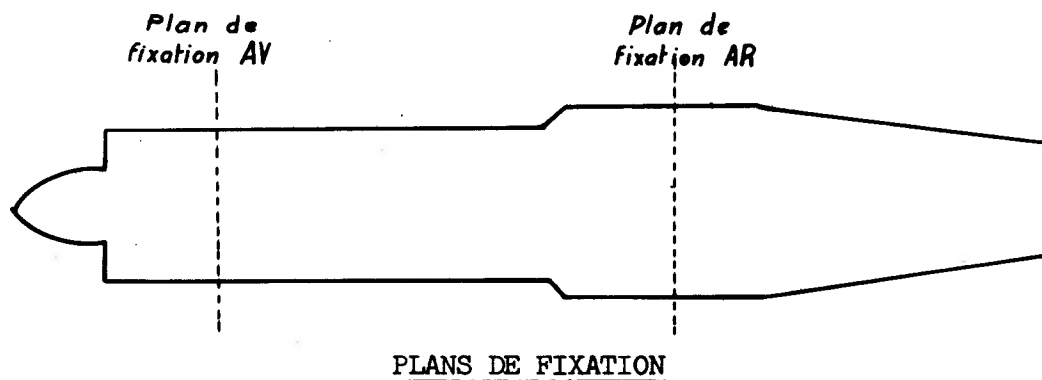 Plan de
fixation AV
Plan de
fixation AR
PLANS DE FIXATION